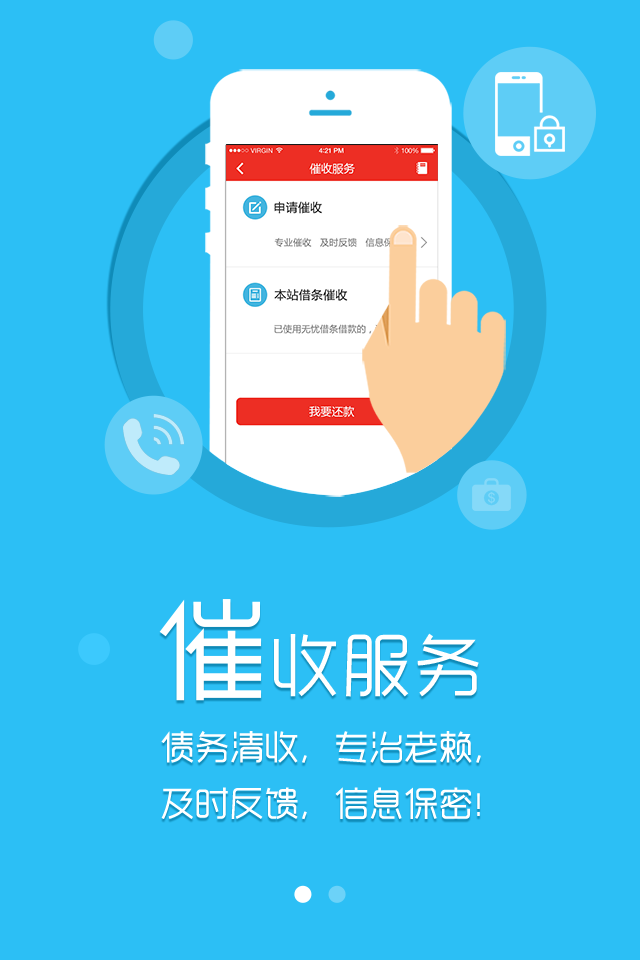 VIRGIN 4:21 PM 100%
催收服务
申请催收
专业催收 及时反馈 信息保
本站借条催收
已使用无忧借条借款的，
我要还款
催收服务
债务清收，专治老赖，
及时反馈，信息保密！